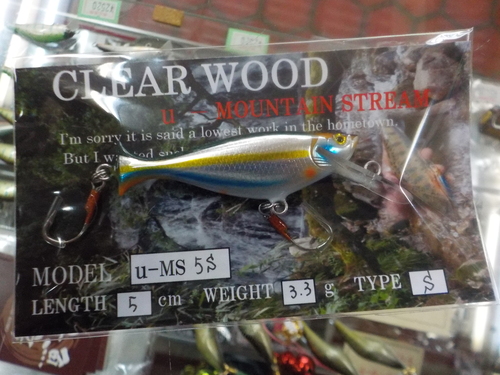 CLEAR WOOD
u - MOUNTAIN STREAM
I'm sorry it is said a lowest work in the hometown.
But I
MODEL u-MS 5S
LENGTH 5 cm WEIGHT 3.3 g TYPE S